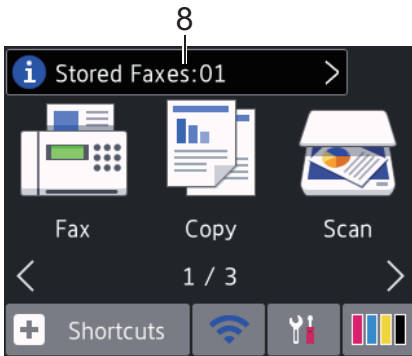 8
i Stored Faxes:01
Fax Copy Scan
1 / 3
Shortcuts